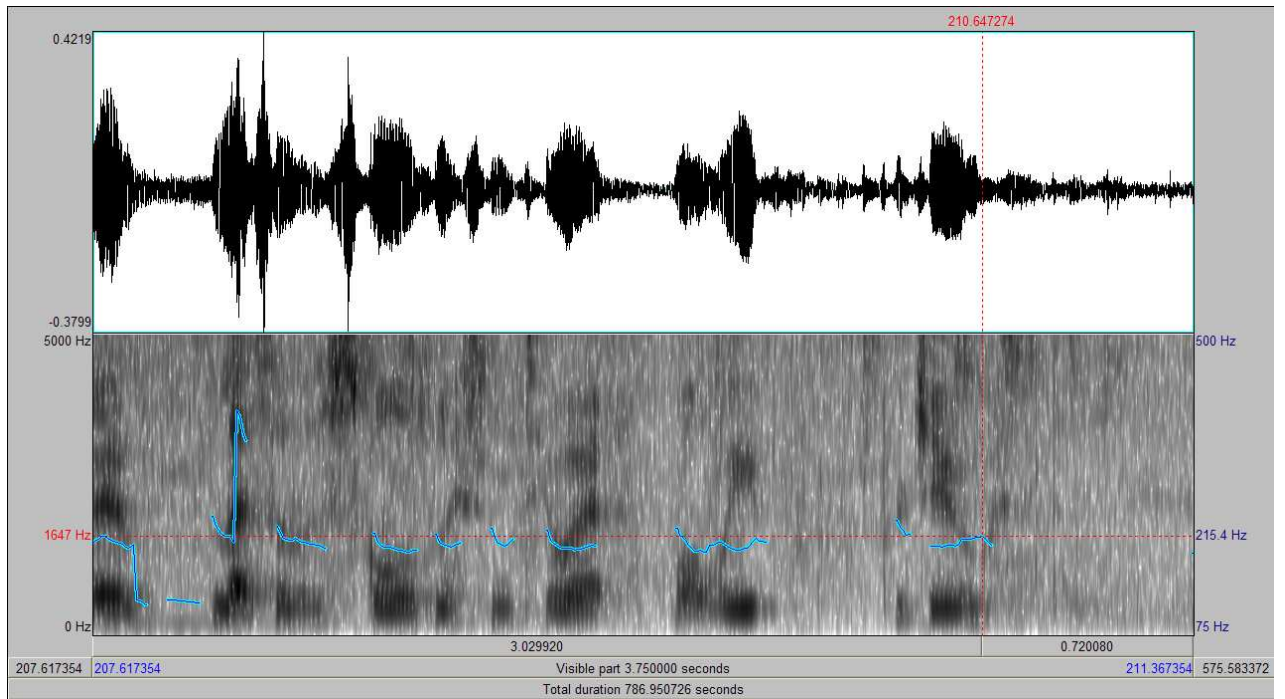 210.647274
0.4219
-0.3799
5000 Hz 500 Hz
1647 Hz 215.4 Hz
0 Hz 75 Hz
3.029920 0.720080
207.617354 207.617354 Visible part 3.750000 seconds 211.367354 575.583372
Total duration 786.950726 seconds